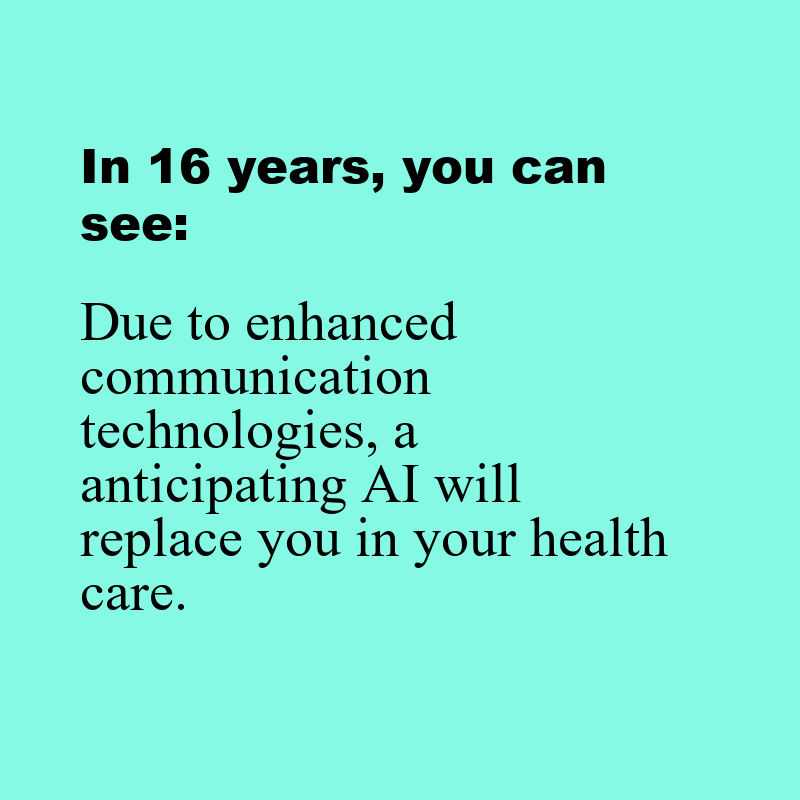 In 16 years, you can
see:
Due to enhanced
communication
technologies, a
anticipating AI will
replace you in your health
care.